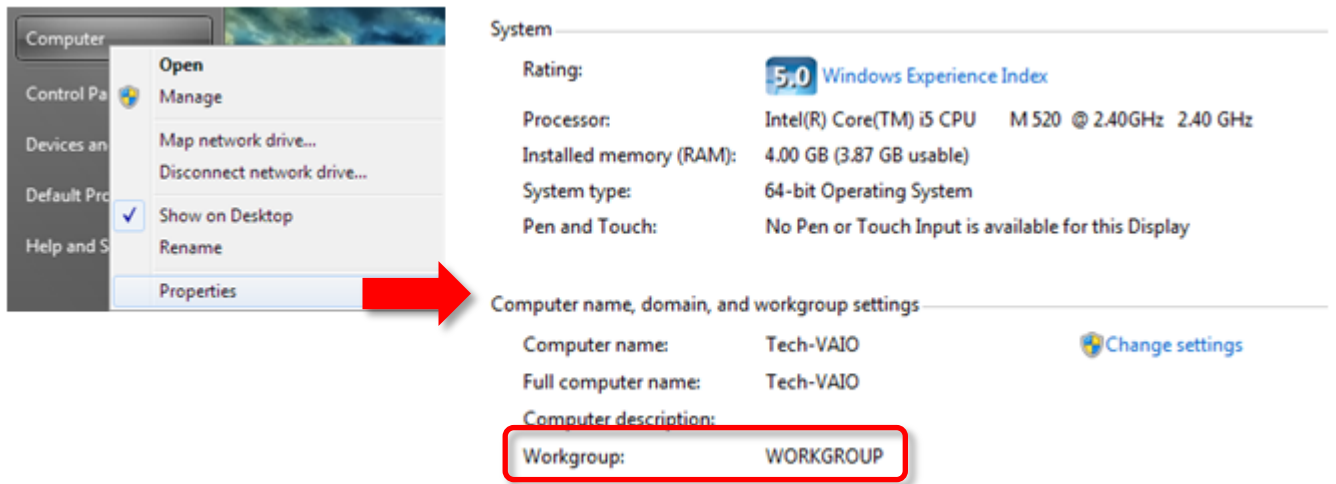 Computer
Open
Control Pa
Manage
Devices an
Map network drive...
Disconnect network drive...
Default Pro
Show on Desktop
Help and S
Rename
Properties
System
Rating:
5.0 Windows Experience Index
Processor: Intel(R) Core(TM) i5 CPU M 520 @ 2.40GHz 2.40 GHz
Installed memory (RAM): 4.00 GB (3.87 GB usable)
System type: 64-bit Operating System
Pen and Touch: No Pen or Touch Input is available for this Display
Computer name, domain, and workgroup settings
Computer name: Tech-VAIO Change settings
Full computer name: Tech-VAIO
Computer description:
Workgroup: WORKGROUP